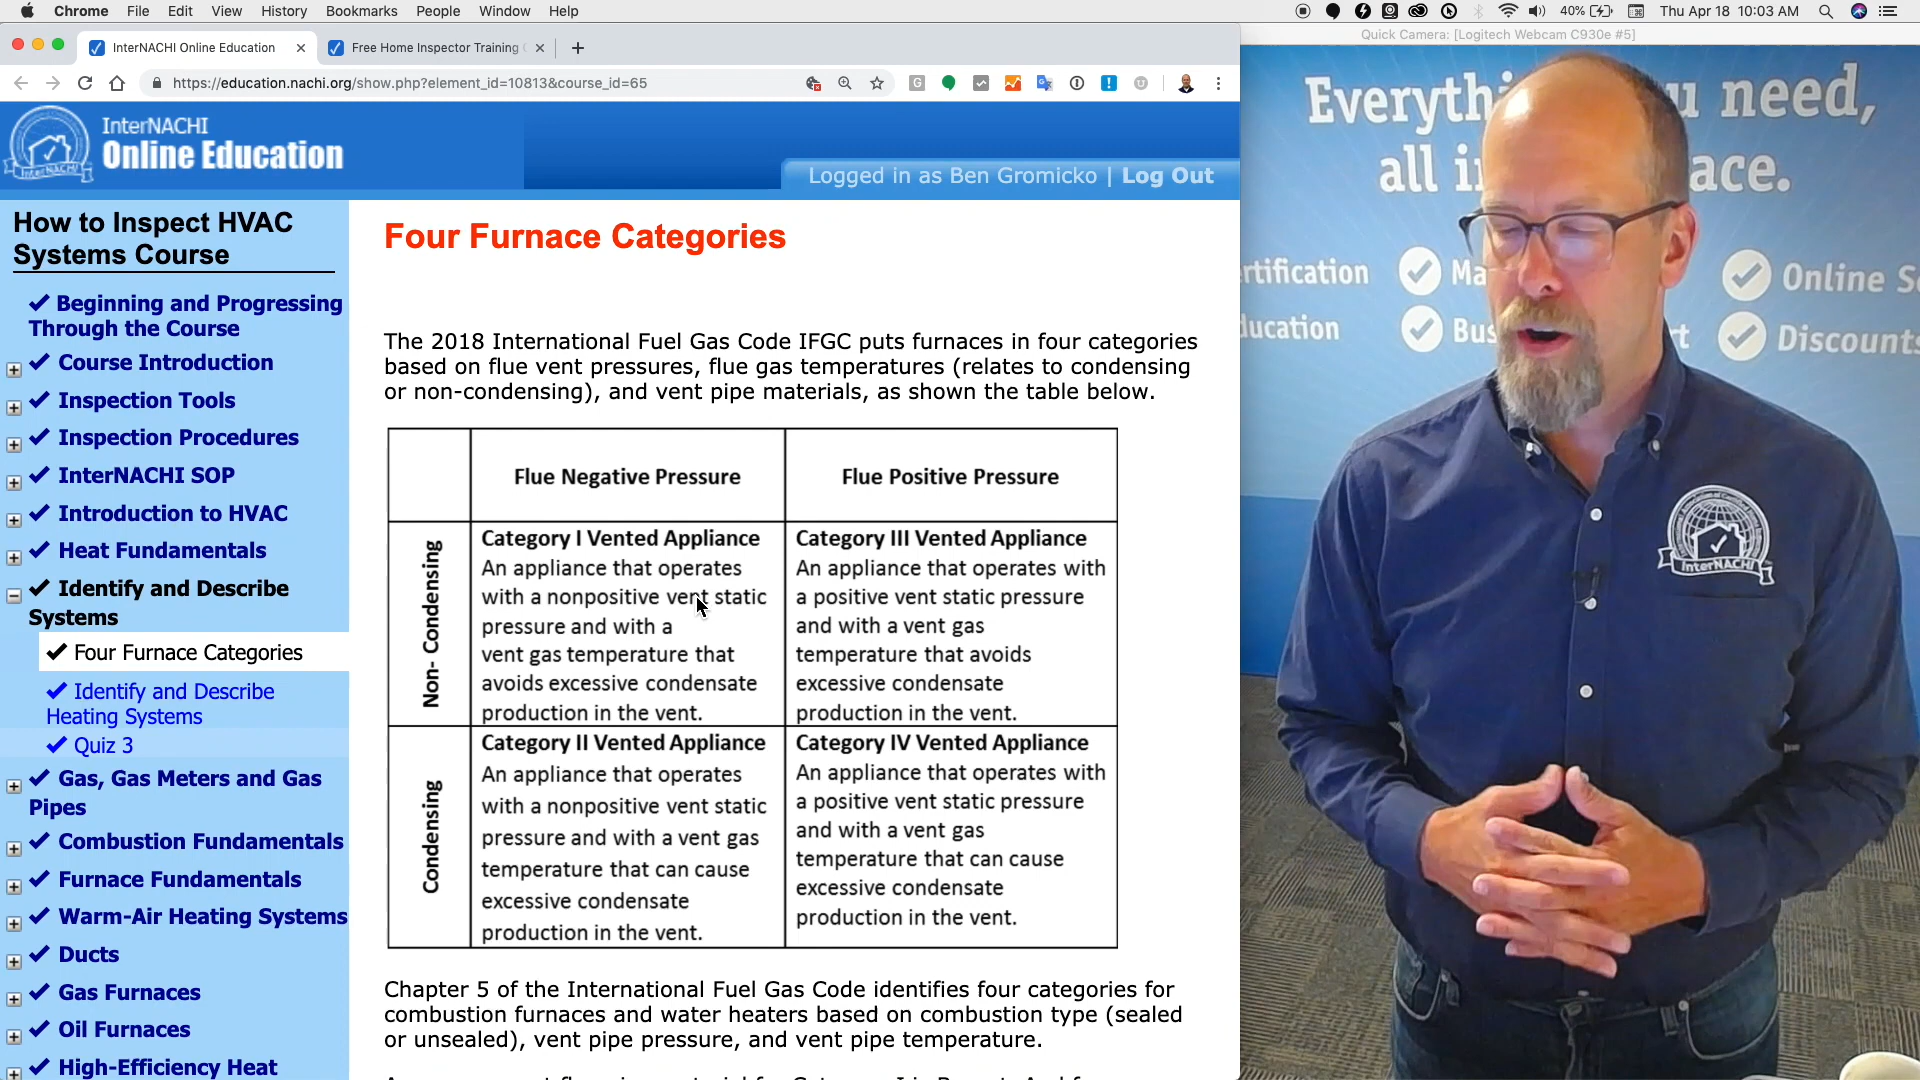 Chrome File Edit View History Bookmarks People Window Help
40% Thu Apr 18 10:03 AM
Quick Camera: [Logitech Webcam C930e #5]
InterNACHI Online Education
Free Home Inspector Training
https://education.nachi.org/show.php?element_id=10813&course_id=65
InterNACHI
Online Education
Logged in as Ben Gromicko | Log Out
How to Inspect HVAC
Systems Course
Beginning and Progressing
Through the Course
Course Introduction
Inspection Tools
Inspection Procedures
InterNACHI SOP
Introduction to HVAC
Heat Fundamentals
Identify and Describe
Systems
Four Furnace Categories
Identify and Describe
Heating Systems
Quiz 3
Gas, Gas Meters and Gas
Pipes
Combustion Fundamentals
Furnace Fundamentals
Warm-Air Heating Systems
Ducts
Gas Furnaces
Oil Furnaces
High-Efficiency Heat
Four Furnace Categories
The 2018 International Fuel Gas Code IFGC puts furnaces in four categories
based on flue vent pressures, flue gas temperatures (relates to condensing
or non-condensing), and vent pipe materials, as shown the table below.
Flue Negative Pressure
Flue Positive Pressure
Non- Condensing
Category I Vented Appliance
An appliance that operates
with a nonpositive vent static
pressure and with a
vent gas temperature that
avoids excessive condensate
production in the vent.
Category III Vented Appliance
An appliance that operates with
a positive vent static pressure
and with a vent gas
temperature that avoids
excessive condensate
production in the vent.
Condensing
Category II Vented Appliance
An appliance that operates
with a nonpositive vent static
pressure and with a vent gas
temperature that can cause
excessive condensate
production in the vent.
Category IV Vented Appliance
An appliance that operates with
a positive vent static pressure
and with a vent gas
temperature that can cause
excessive condensate
production in the vent.
Chapter 5 of the International Fuel Gas Code identifies four categories for
combustion furnaces and water heaters based on combustion type (sealed
or unsealed), vent pipe pressure, and vent pipe temperature.
Everythi u need,
all i ace.
rtification Ma Online S
ducation Bus rt Discounts
InterNACHI